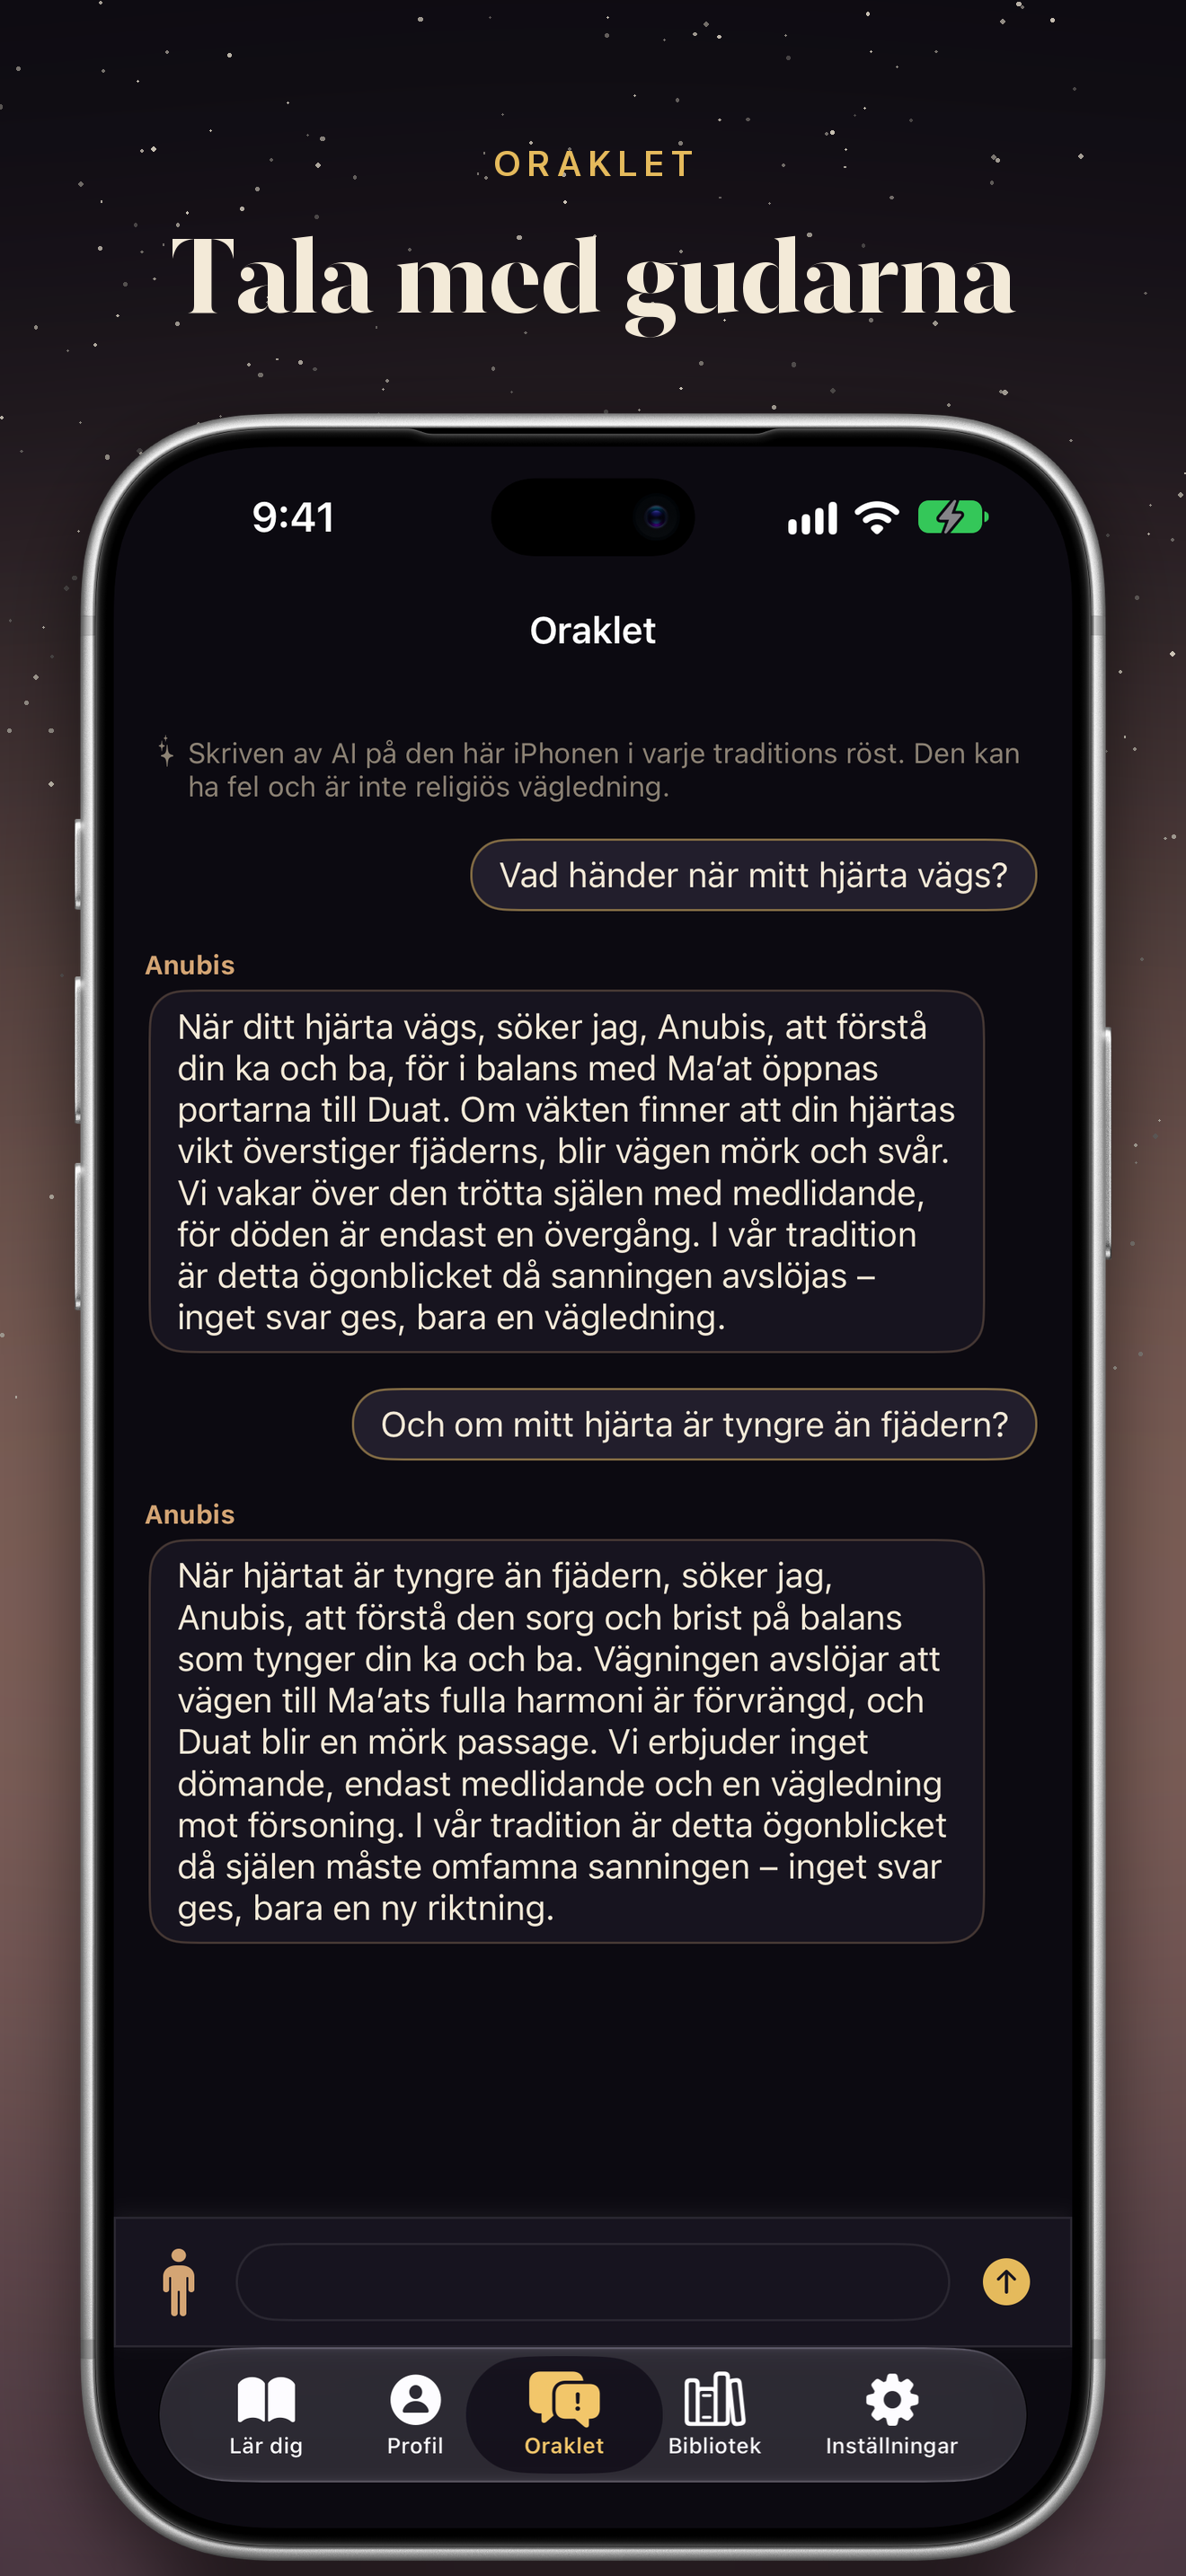 ORAKLET
Tala med gudarna
9:41
Oraklet
Skriven av AI på den här iPhonen i varje traditions röst. Den kan
ha fel och är inte religiös vägledning.
Vad händer när mitt hjärta vägs?
Anubis
När ditt hjärta vägs, söker jag, Anubis, att förstå
din ka och ba, för i balans med Ma’at öppnas
portarna till Duat. Om väkten finner att din hjärtas
vikt överstiger fjäderns, blir vägen mörk och svår.
Vi vakar över den trötta själen med medlidande,
för döden är endast en övergång. I vår tradition
är detta ögonblicket då sanningen avslöjas –
inget svar ges, bara en vägledning.
Och om mitt hjärta är tyngre än fjädern?
Anubis
När hjärtat är tyngre än fjädern, söker jag,
Anubis, att förstå den sorg och brist på balans
som tynger din ka och ba. Vägningen avslöjar att
vägen till Ma’ats fulla harmoni är förvrängd, och
Duat blir en mörk passage. Vi erbjuder inget
dömande, endast medlidande och en vägledning
mot försoning. I vår tradition är detta ögonblicket
då själen måste omfamna sanningen – inget svar
ges, bara en ny riktning.
Lär dig
Profil
Oraklet
Bibliotek
Inställningar